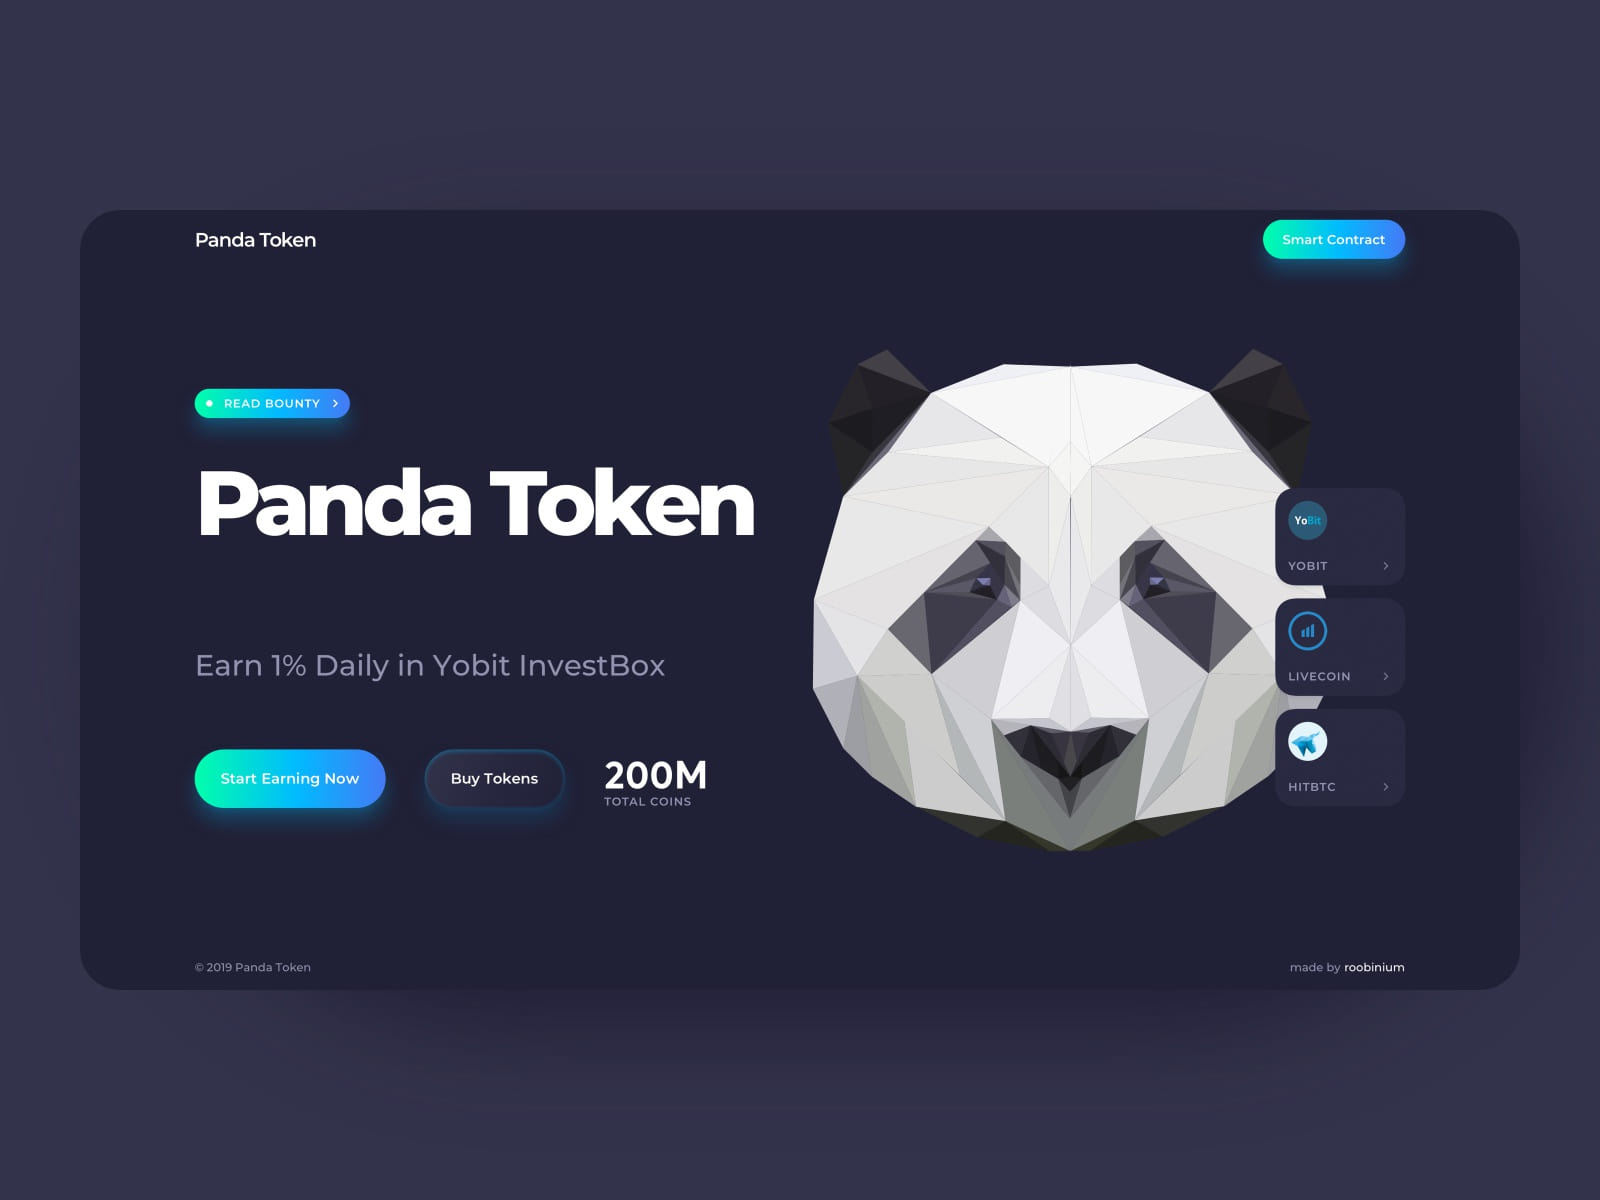 Panda Token
Smart Contract
READ BOUNTY
Panda Token
Earn 1% Daily in Yobit InvestBox
Start Earning Now
Buy Tokens
200M
TOTAL COINS
YoBit
YOBIT
LIVECOIN
HITBTC
© 2019 Panda Token
made by roobinium